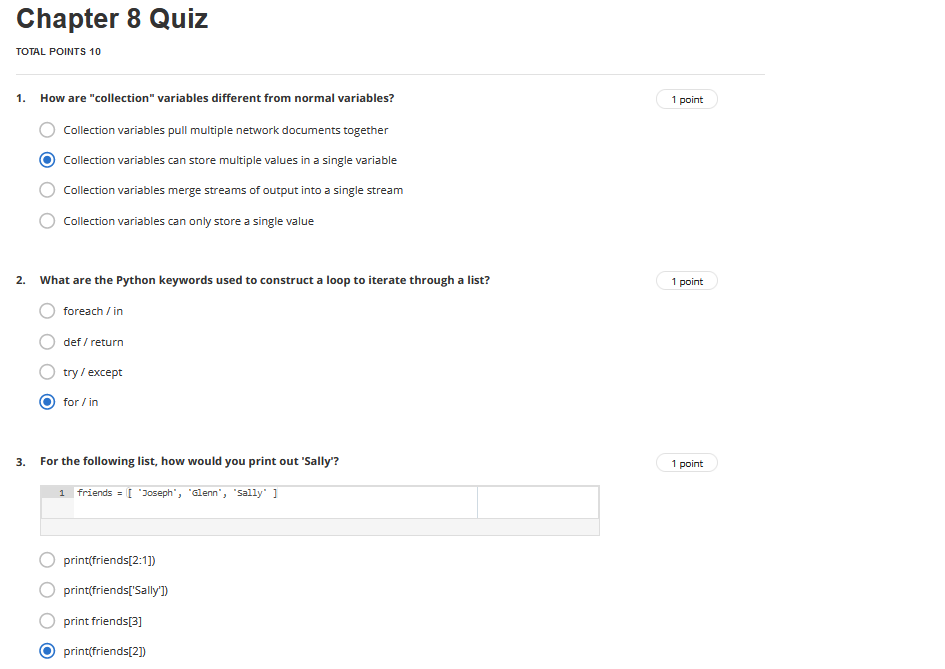 Chapter 8 Quiz
TOTAL POINTS 10
1. How are "collection" variables different from normal variables? 1 point
Collection variables pull multiple network documents together
Collection variables can store multiple values in a single variable
Collection variables merge streams of output into a single stream
Collection variables can only store a single value
2. What are the Python keywords used to construct a loop to iterate through a list? 1 point
foreach / in
def / return
try / except
for / in
3. For the following list, how would you print out 'Sally'? 1 point
1 friends = [ 'Joseph', 'Glenn', 'Sally' ]
print(friends[2:1])
print(friends['Sally'])
print friends[3]
print(friends[2])